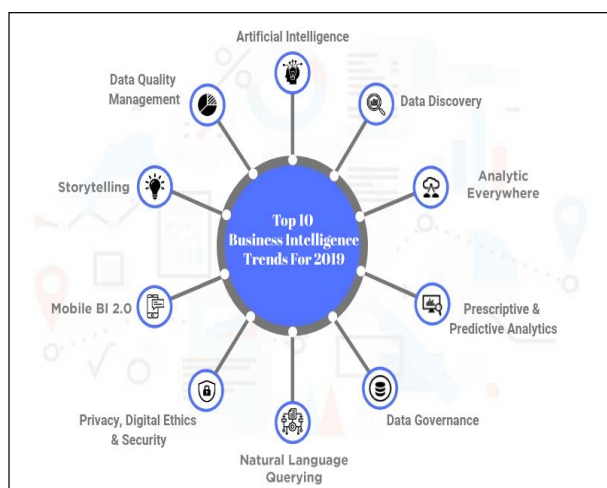 Artificial Intelligence
Data Quality
Management
Data Discovery
Storytelling
Analytic
Everywhere
Top 10
Business Intelligence
Trends For 2019
Mobile BI 2.0
Prescriptive &
Predictive Analytics
Privacy, Digital Ethics
& Security
Data Governance
Natural Language
Querying